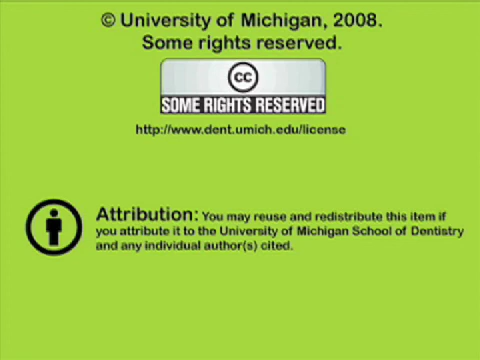 © University of Michigan, 2008.
Some rights reserved.
cc
SOME RIGHTS RESERVED
http://www.dent.umich.edu/license
Attribution: You may reuse and redistribute this item if
you attribute it to the University of Michigan School of Dentistry
and any individual author(s) cited.